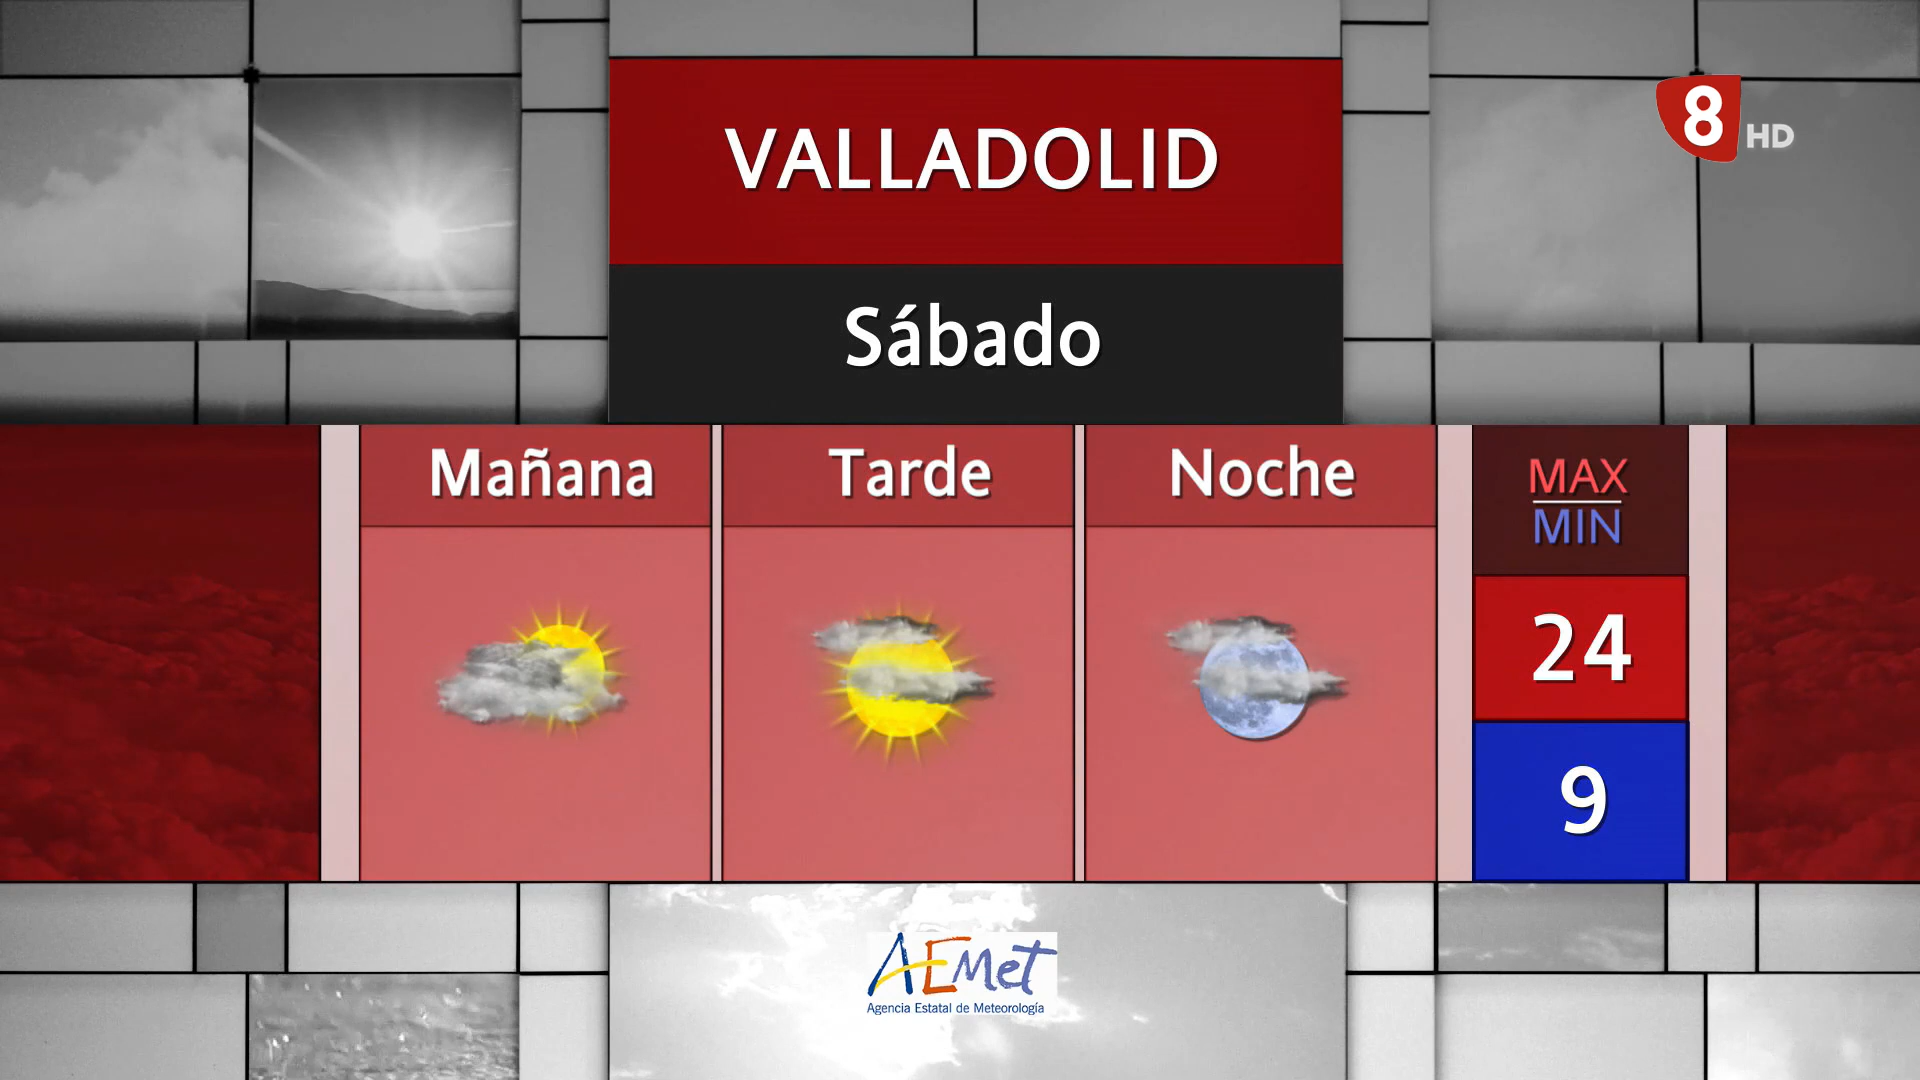 VALLADOLID
8 HD
Sábado
Mañana
Tarde
Noche
MAX
MIN
24
9
AEMet
Agencia Estatal de Meteorología